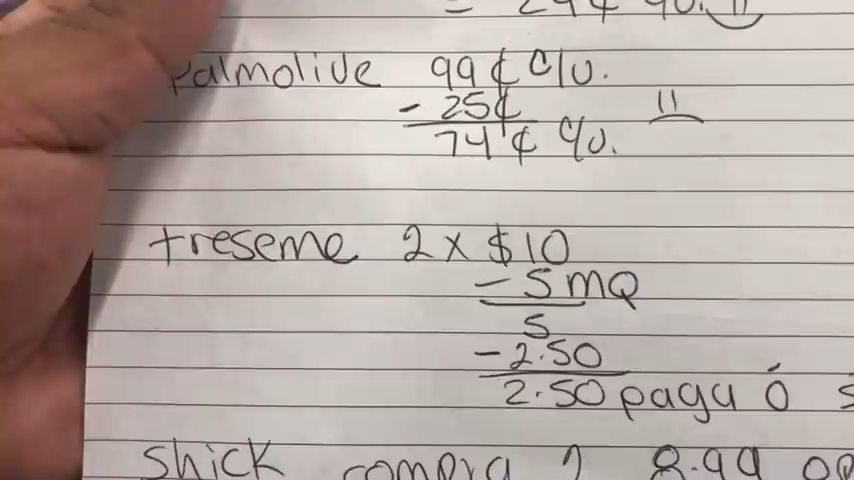 = 29¢ c/u.
palmolive 99¢ c/u.
- 25¢
74¢ c/u.
treseme 2 x $10
- 5 mQ
5
- 2.50
2.50 paga ó
shick compra 2 8.99